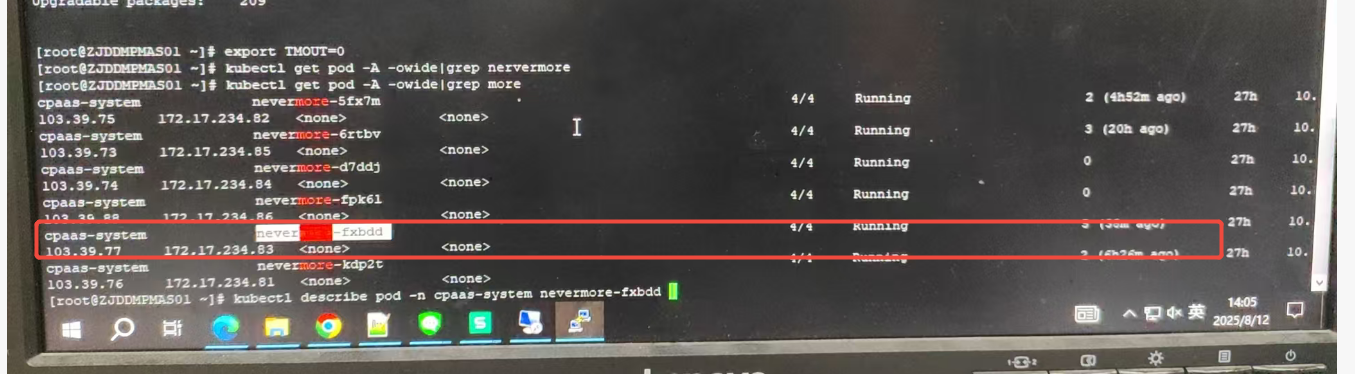 Upgradable packages: 209
[root@ZJDDMPMAS01 ~]# export TMOUT=0
[root@ZJDDMPMAS01 ~]# kubectl get pod -A -owide|grep nervermore
[root@ZJDDMPMAS01 ~]# kubectl get pod -A -owide|grep more
cpaas-system nevermore-5fx7m 4/4 Running 2 (4h52m ago) 27h 10.
103.39.75 172.17.234.82 <none> <none>
cpaas-system nevermore-6rtbv 4/4 Running 3 (20h ago) 27h 10.
103.39.73 172.17.234.85 <none> <none>
cpaas-system nevermore-d7ddj 4/4 Running 0 27h 10.
103.39.74 172.17.234.84 <none> <none>
cpaas-system nevermore-fpk6l 4/4 Running 0 27h 10.
103.39.88 172.17.234.86 <none> <none>
cpaas-system nevermore-fxbdd 4/4 Running ago) 27h 10.
103.39.77 172.17.234.83 <none> <none>
cpaas-system nevermore-kdp2t 4/4 Running 2 (6h26m ago) 27h 10.
103.39.76 172.17.234.81 <none> <none>
[root@ZJDDMPMAS01 ~]# kubectl describe pod -n cpaas-system nevermore-fxbdd
英
14:05
2025/8/12